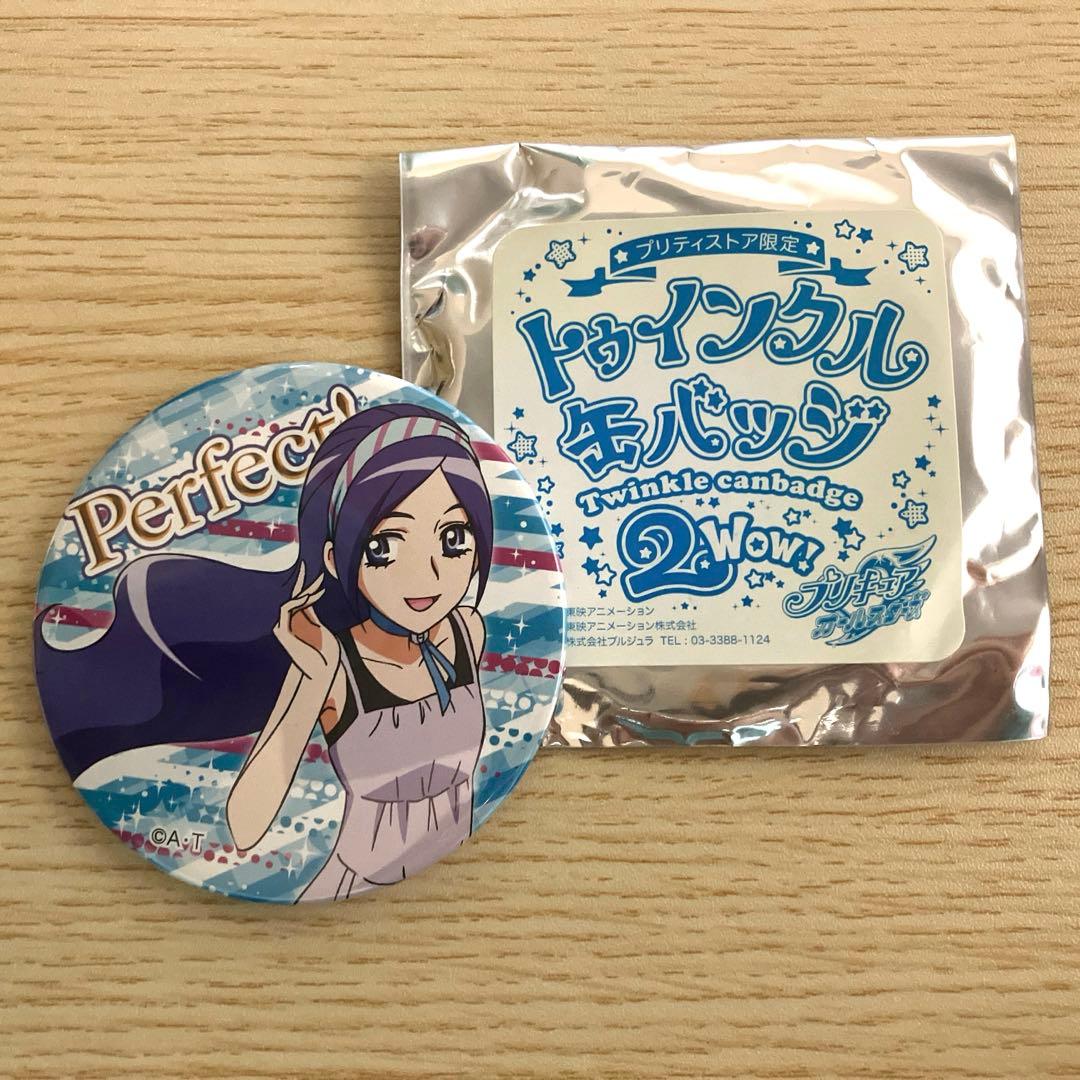 Perfect!
©A・T
プリティストア限定
トゥインクル
缶バッジ
Twinkle canbadge
2 Wow!
プリキュア
オールスターズ
東映アニメーション
東映アニメーション株式会社
株式会社プルジュラ TEL：03-3388-1124